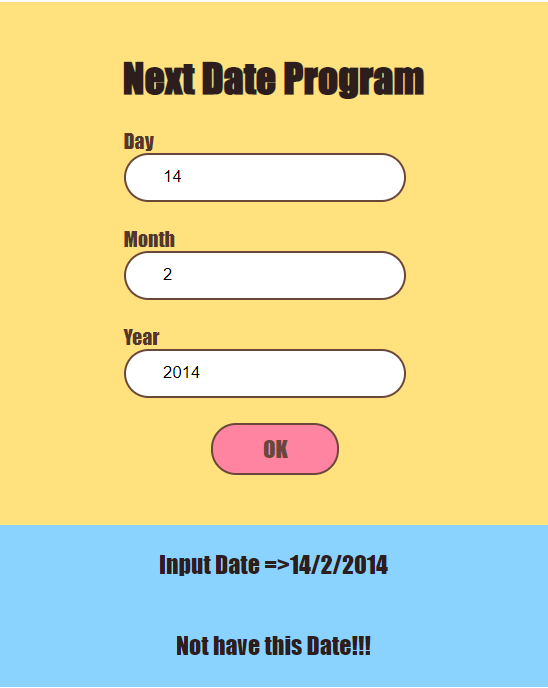 Next Date Program
Day
14
Month
2
Year
2014
OK
Input Date =>14/2/2014
Not have this Date!!!